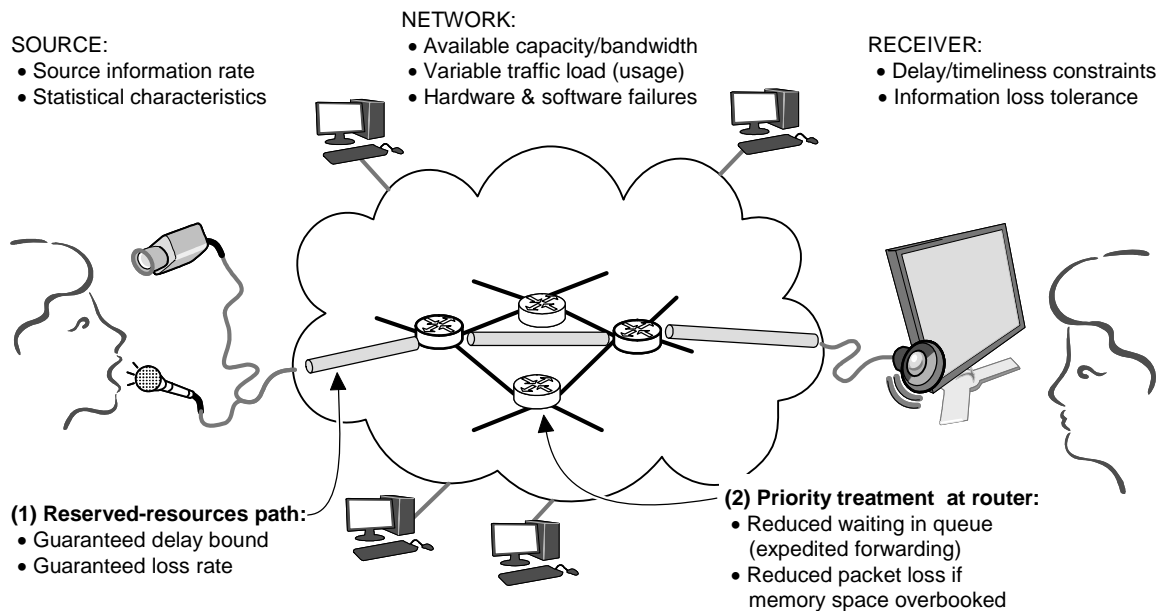 SOURCE:
• Source information rate
• Statistical characteristics
NETWORK:
• Available capacity/bandwidth
• Variable traffic load (usage)
• Hardware & software failures
RECEIVER:
• Delay/timeliness constraints
• Information loss tolerance
(1) Reserved-resources path:
• Guaranteed delay bound
• Guaranteed loss rate
(2) Priority treatment at router:
• Reduced waiting in queue
(expedited forwarding)
• Reduced packet loss if
memory space overbooked